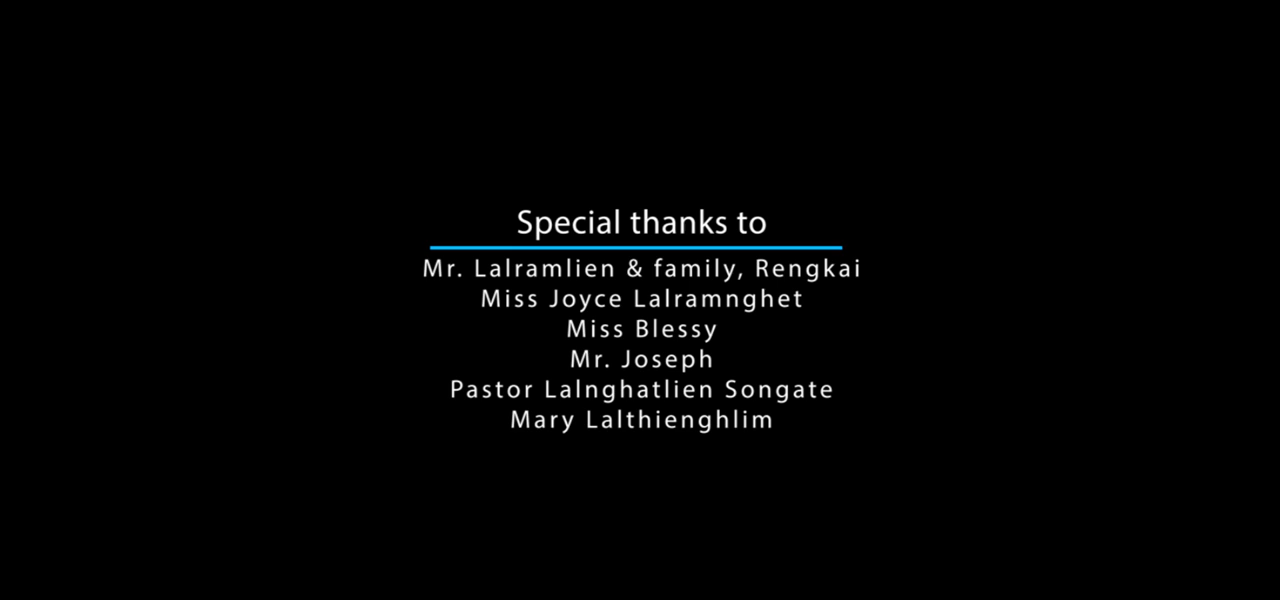 Special thanks to
Mr. Lalramlien & family, Rengkai
Miss Joyce Lalramnghet
Miss Blessy
Mr. Joseph
Pastor Lalnghatlien Songate
Mary Lalthienghlim